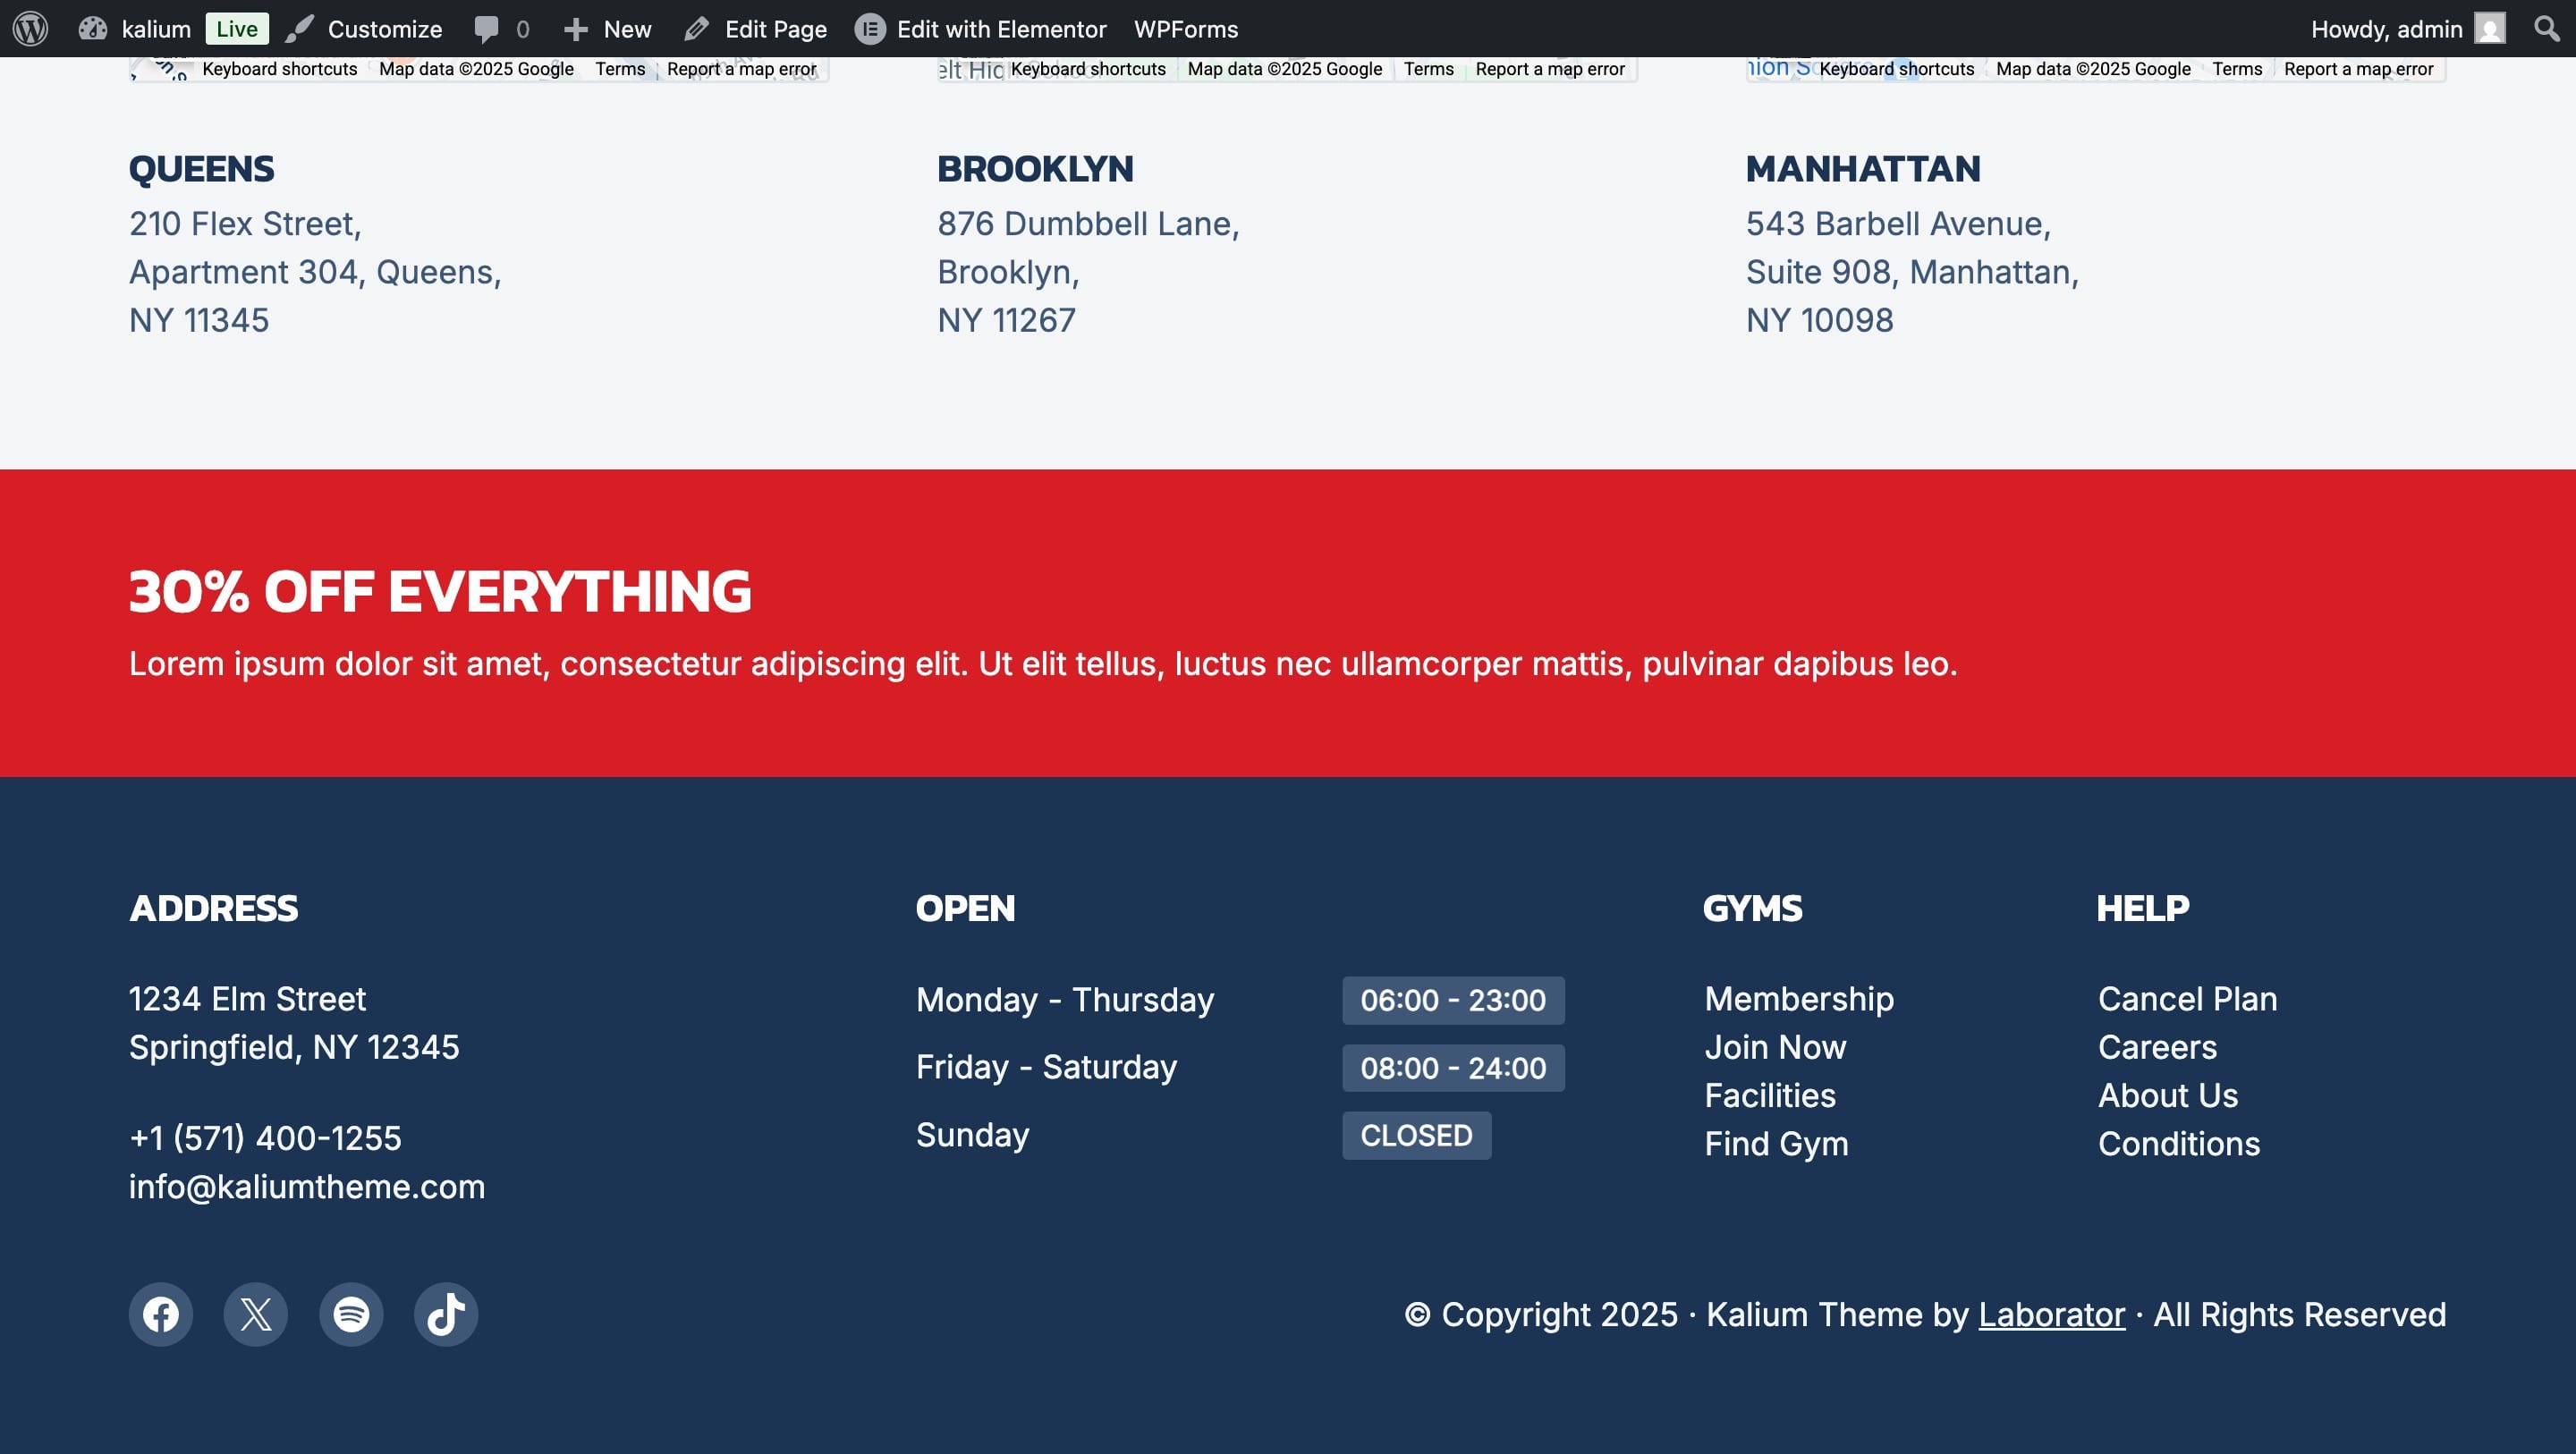 kalium Live Customize 0 New Edit Page Edit with Elementor WPForms Howdy, admin
Keyboard shortcuts Map data ©2025 Google Terms Report a map error
Keyboard shortcuts Map data ©2025 Google Terms Report a map error
Keyboard shortcuts Map data ©2025 Google Terms Report a map error
QUEENS
210 Flex Street,
Apartment 304, Queens,
NY 11345
BROOKLYN
876 Dumbbell Lane,
Brooklyn,
NY 11267
MANHATTAN
543 Barbell Avenue,
Suite 908, Manhattan,
NY 10098
30% OFF EVERYTHING
Lorem ipsum dolor sit amet, consectetur adipiscing elit. Ut elit tellus, luctus nec ullamcorper mattis, pulvinar dapibus leo.
ADDRESS
1234 Elm Street
Springfield, NY 12345
+1 (571) 400-1255
info@kaliumtheme.com
OPEN
Monday - Thursday 06:00 - 23:00
Friday - Saturday 08:00 - 24:00
Sunday CLOSED
GYMS
Membership
Join Now
Facilities
Find Gym
HELP
Cancel Plan
Careers
About Us
Conditions
© Copyright 2025 · Kalium Theme by Laborator · All Rights Reserved